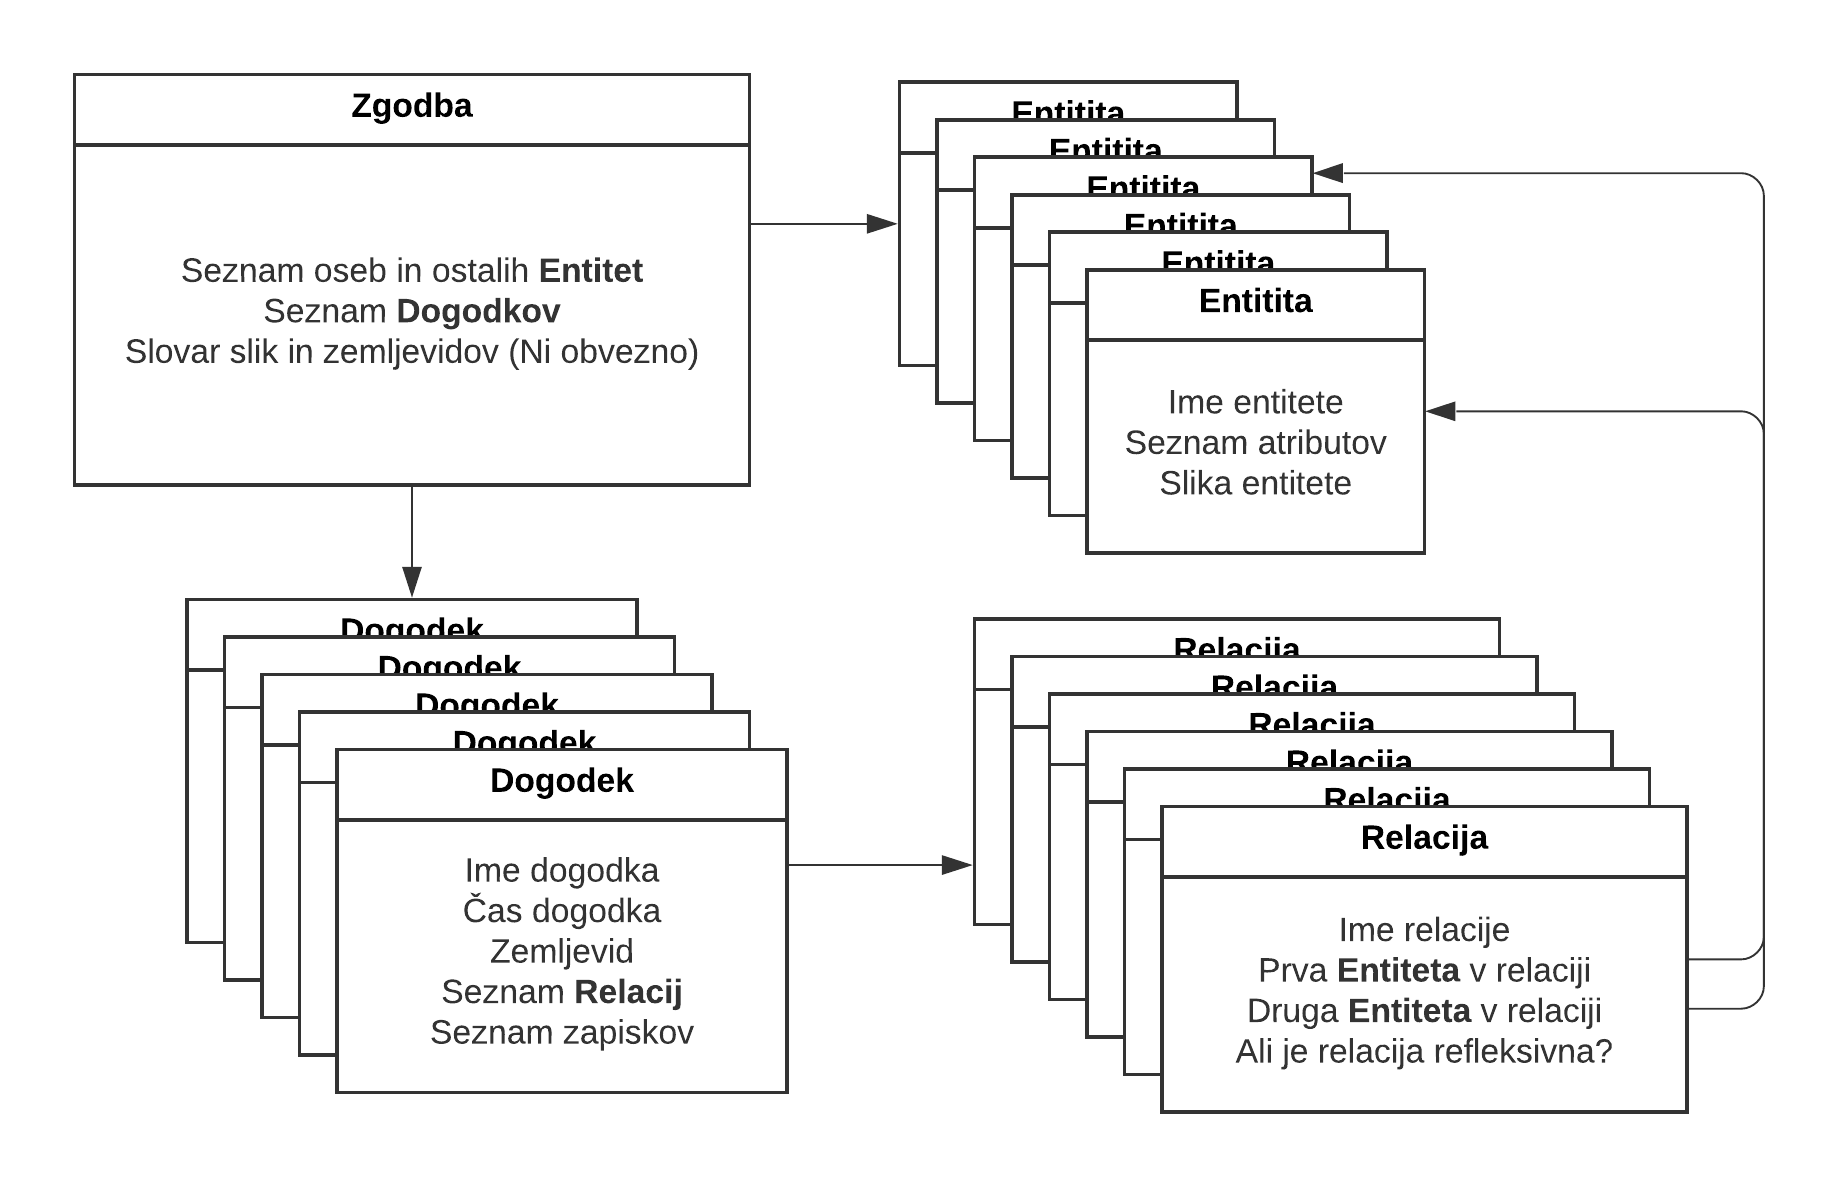 Zgodba
Seznam oseb in ostalih Entitet
Seznam Dogodkov
Slovar slik in zemljevidov (Ni obvezno)
Entitita
Entitita
Entitita
Entitita
Entitita
Entitita
Ime entitete
Seznam atributov
Slika entitete
Dogodek
Dogodek
Dogodek
Dogodek
Dogodek
Ime dogodka
Čas dogodka
Zemljevid
Seznam Relacij
Seznam zapiskov
Relacija
Relacija
Relacija
Relacija
Relacija
Relacija
Ime relacije
Prva Entiteta v relaciji
Druga Entiteta v relaciji
Ali je relacija refleksivna?